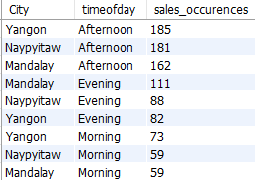 City timeofday sales_occurences
Yangon Afternoon 185
Naypyitaw Afternoon 181
Mandalay Afternoon 162
Mandalay Evening 111
Naypyitaw Evening 88
Yangon Evening 82
Yangon Morning 73
Naypyitaw Morning 59
Mandalay Morning 59